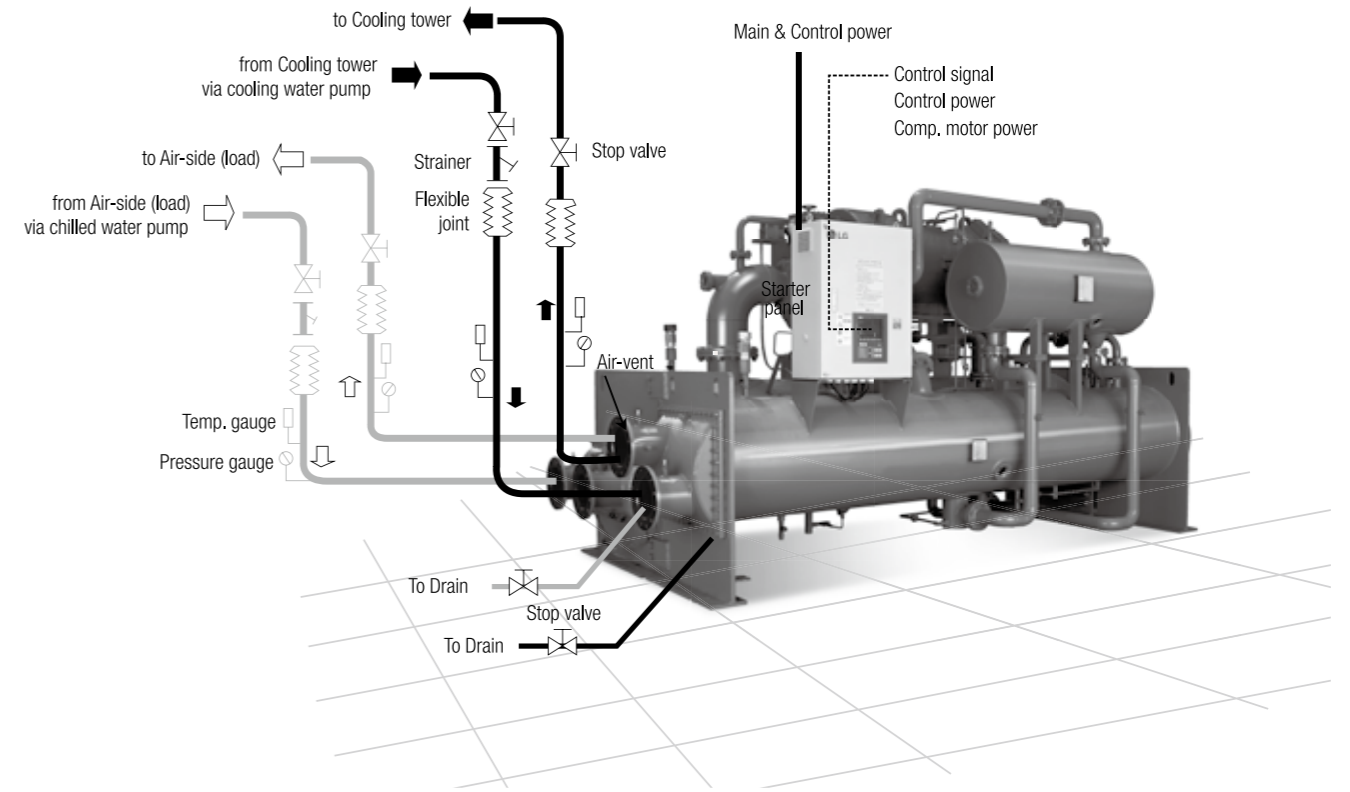 to Cooling tower
from Cooling tower
via cooling water pump
to Air-side (load)
from Air-side (load)
via chilled water pump
Strainer
Flexible
joint
Stop valve
Main & Control power
Control signal
Control power
Comp. motor power
LG
Starter
panel
Air-vent
Temp. gauge
Pressure gauge
To Drain
Stop valve
To Drain